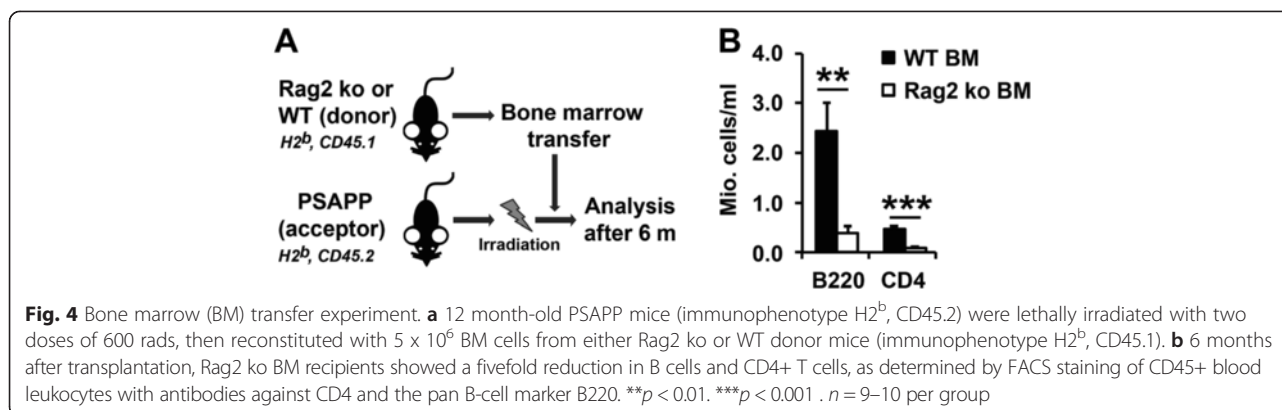 A
Rag2 ko or
WT (donor)
H2ᵇ, CD45.1
Bone marrow
transfer
PSAPP
(acceptor)
H2ᵇ, CD45.2
Irradiation
Analysis
after 6 m
B
Mio. cells/ml
4.0
3.0
2.0
1.0
0.0
**
***
WT BM
Rag2 ko BM
B220 CD4
Fig. 4 Bone marrow (BM) transfer experiment. a 12 month-old PSAPP mice (immunophenotype H2ᵇ, CD45.2) were lethally irradiated with two
doses of 600 rads, then reconstituted with 5 x 10⁶ BM cells from either Rag2 ko or WT donor mice (immunophenotype H2ᵇ, CD45.1). b 6 months
after transplantation, Rag2 ko BM recipients showed a fivefold reduction in B cells and CD4+ T cells, as determined by FACS staining of CD45+ blood
leukocytes with antibodies against CD4 and the pan B-cell marker B220. **p < 0.01. ***p < 0.001 . n = 9–10 per group